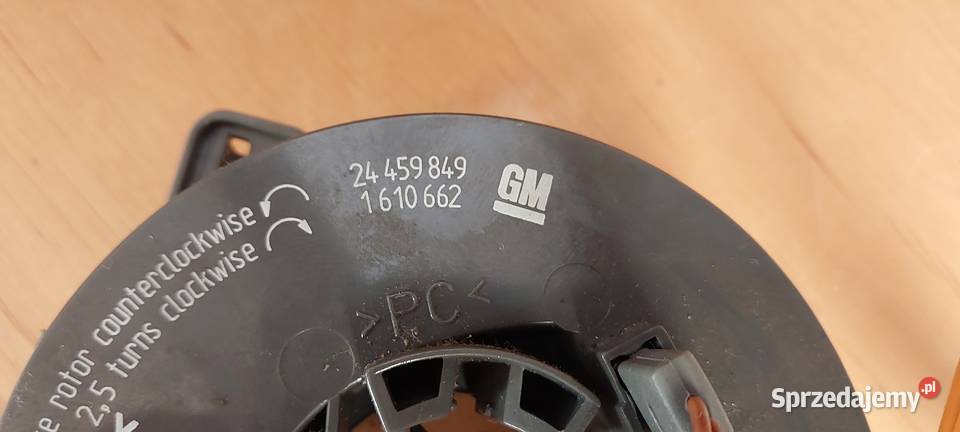 24 459 849
1 610 662
GM
rotor counterclockwise
2,5 turns clockwise
>PC<
Sprzedajemy.pl